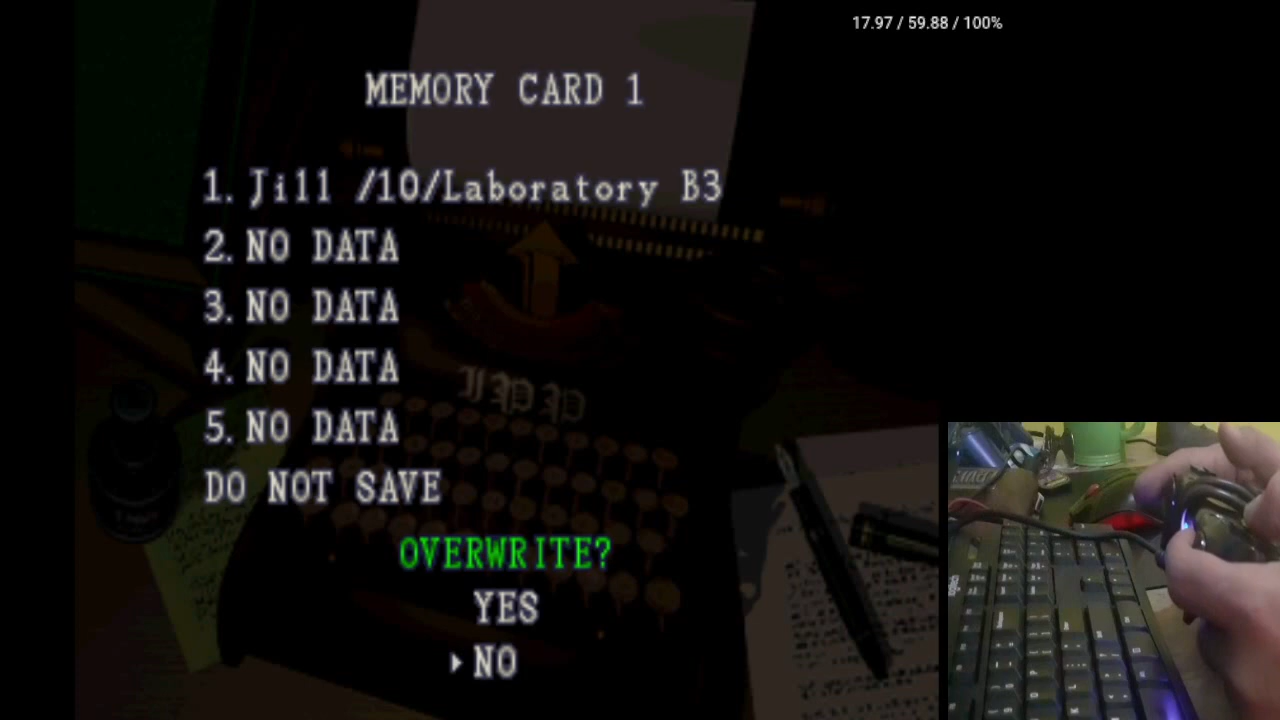 17.97 / 59.88 / 100%
MEMORY CARD 1
1. Jill /10/Laboratory B3
2. NO DATA
3. NO DATA
4. NO DATA
5. NO DATA
DO NOT SAVE
OVERWRITE?
YES
NO